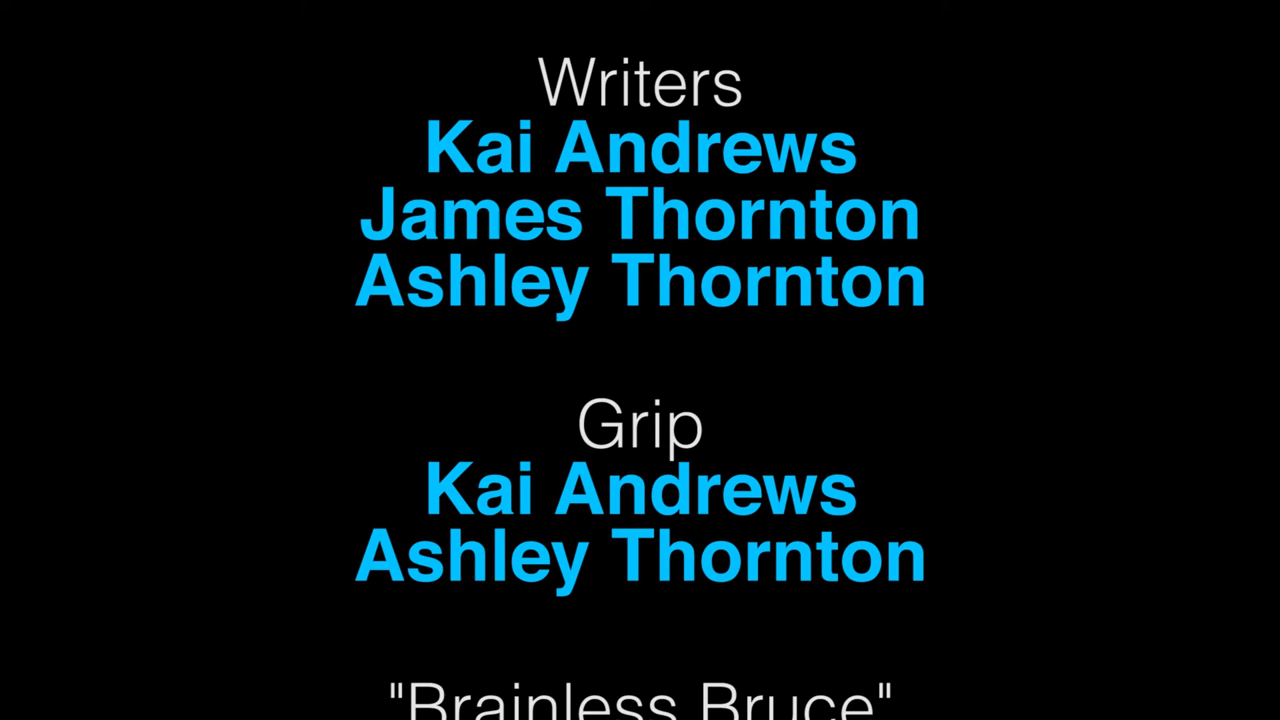 Writers
Kai Andrews
James Thornton
Ashley Thornton
Grip
Kai Andrews
Ashley Thornton
"Brainless Bruce"